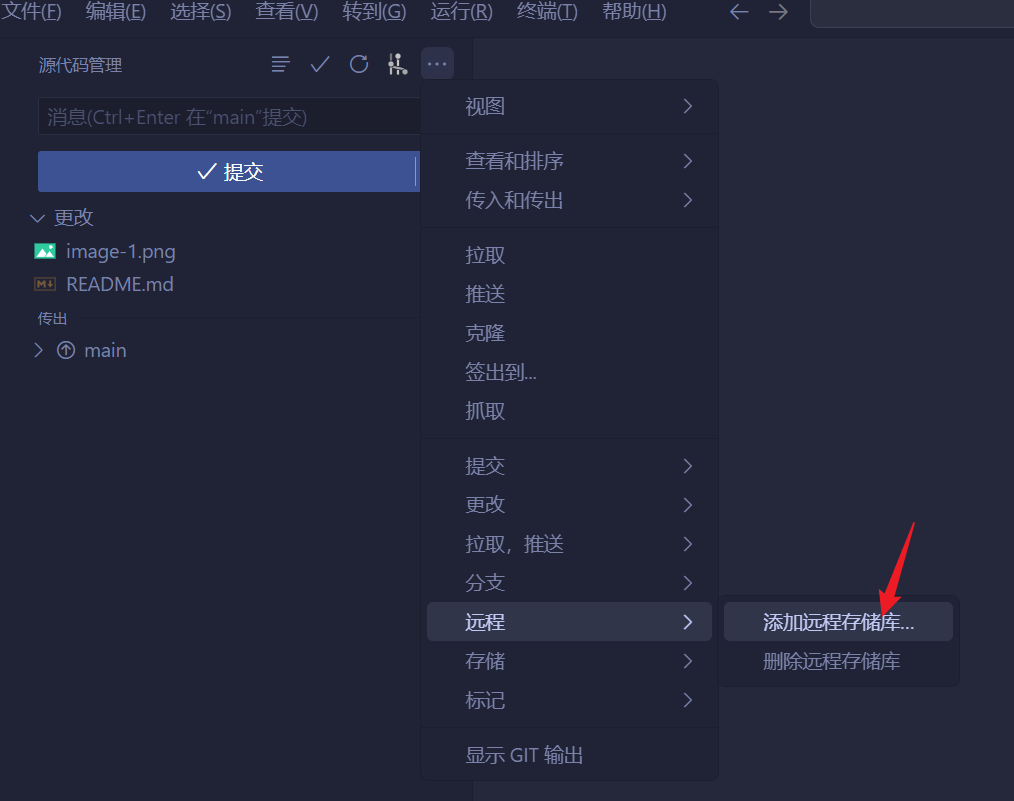 文件(F) 编辑(E) 选择(S) 查看(V) 转到(G) 运行(R) 终端(T) 帮助(H)
源代码管理
消息(Ctrl+Enter 在“main”提交)
提交
更改
image-1.png
README.md
传出
main
视图
查看和排序
传入和传出
拉取
推送
克隆
签出到...
抓取
提交
更改
拉取，推送
分支
远程
存储
标记
显示 GIT 输出
添加远程存储库...
删除远程存储库